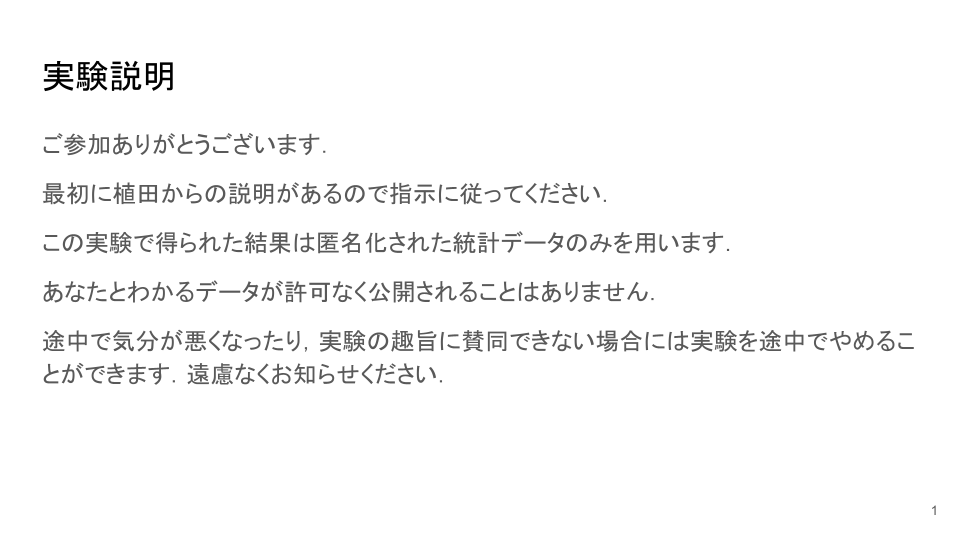 実験説明
ご参加ありがとうございます.
最初に植田からの説明があるので指示に従ってください.
この実験で得られた結果は匿名化された統計データのみを用います.
あなたとわかるデータが許可なく公開されることはありません.
途中で気分が悪くなったり, 実験の趣旨に賛同できない場合には実験を途中でやめるこ
とができます. 遠慮なくお知らせください.
1